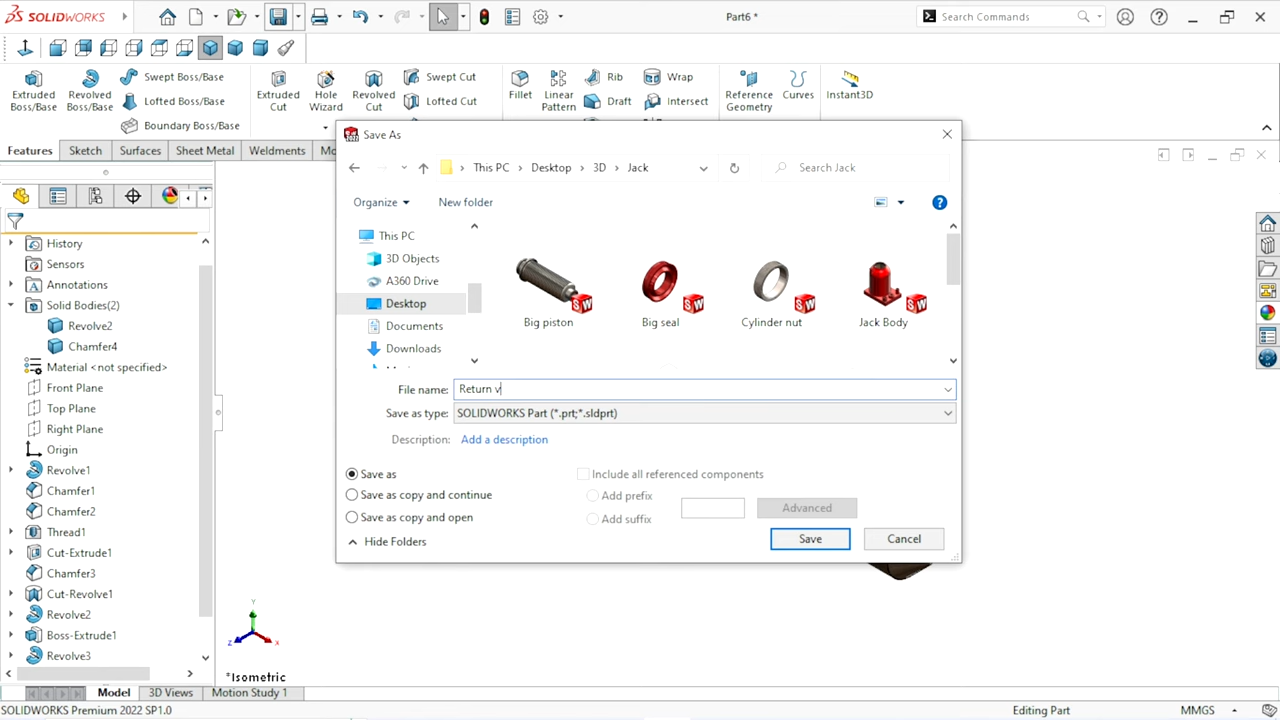 SOLIDWORKS
Part6 *
Search Commands
Extruded Boss/Base
Revolved Boss/Base
Swept Boss/Base
Lofted Boss/Base
Boundary Boss/Base
Extruded Cut
Hole Wizard
Revolved Cut
Swept Cut
Lofted Cut
Fillet
Linear Pattern
Rib
Draft
Wrap
Intersect
Reference Geometry
Curves
Instant3D
Features
Sketch
Surfaces
Sheet Metal
Weldments
Save As
This PC
Desktop
3D
Jack
Search Jack
Organize
New folder
This PC
3D Objects
A360 Drive
Desktop
Documents
Downloads
Big piston
Big seal
Cylinder nut
Jack Body
File name: Return v
Save as type: SOLIDWORKS Part (*.prt;*.sldprt)
Description: Add a description
Save as
Save as copy and continue
Save as copy and open
Include all referenced components
Add prefix
Add suffix
Advanced
Hide Folders
Save
Cancel
History
Sensors
Annotations
Solid Bodies(2)
Revolve2
Chamfer4
Material <not specified>
Front Plane
Top Plane
Right Plane
Origin
Revolve1
Chamfer1
Chamfer2
Thread1
Cut-Extrude1
Chamfer3
Cut-Revolve1
Revolve2
Boss-Extrude1
Revolve3
Y
Z
X
*Isometric
Model
3D Views
Motion Study 1
SOLIDWORKS Premium 2022 SP1.0
Editing Part
MMGS